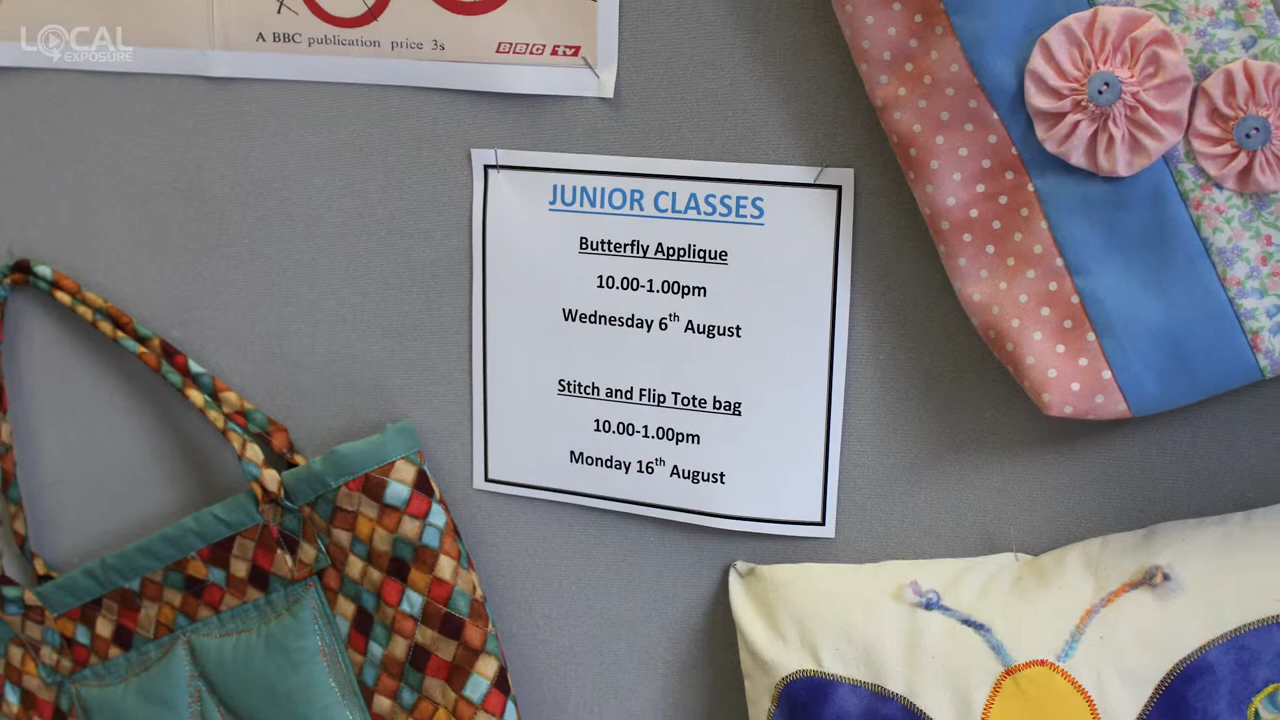 LOCAL
EXPOSURE
A BBC publication price 3s
BBC tv
JUNIOR CLASSES
Butterfly Applique
10.00-1.00pm
Wednesday 6th August
Stitch and Flip Tote bag
10.00-1.00pm
Monday 16th August